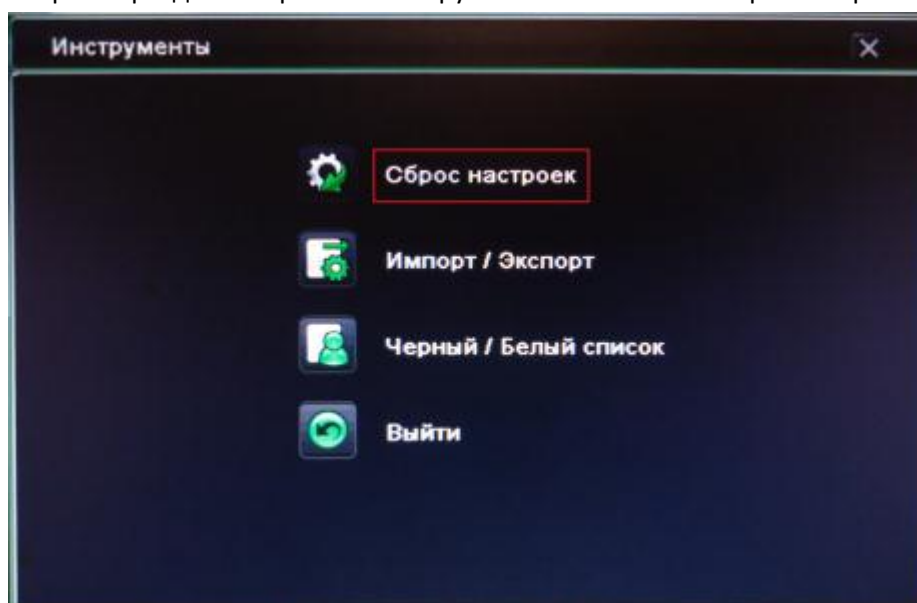 Инструменты
Сброс настроек
Импорт / Экспорт
Черный / Белый список
Выйти